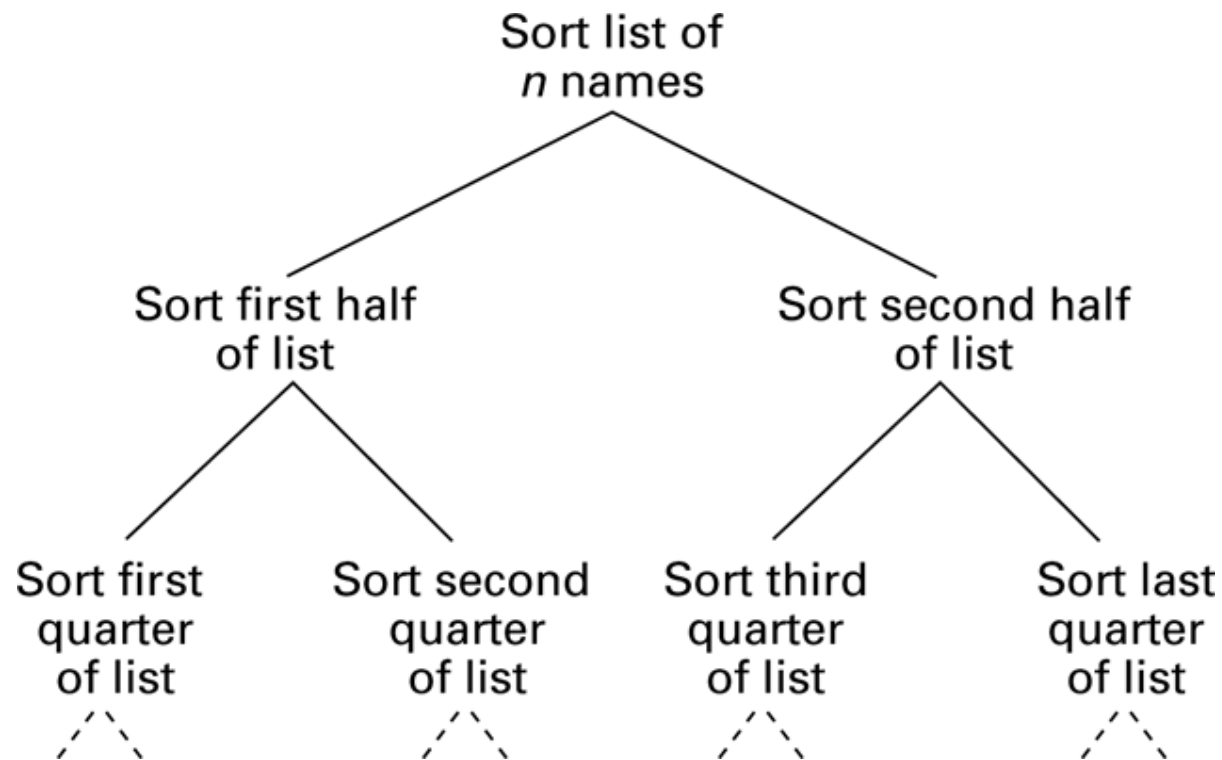 Sort list of
n names
Sort first half
of list
Sort second half
of list
Sort first
quarter
of list
Sort second
quarter
of list
Sort third
quarter
of list
Sort last
quarter
of list